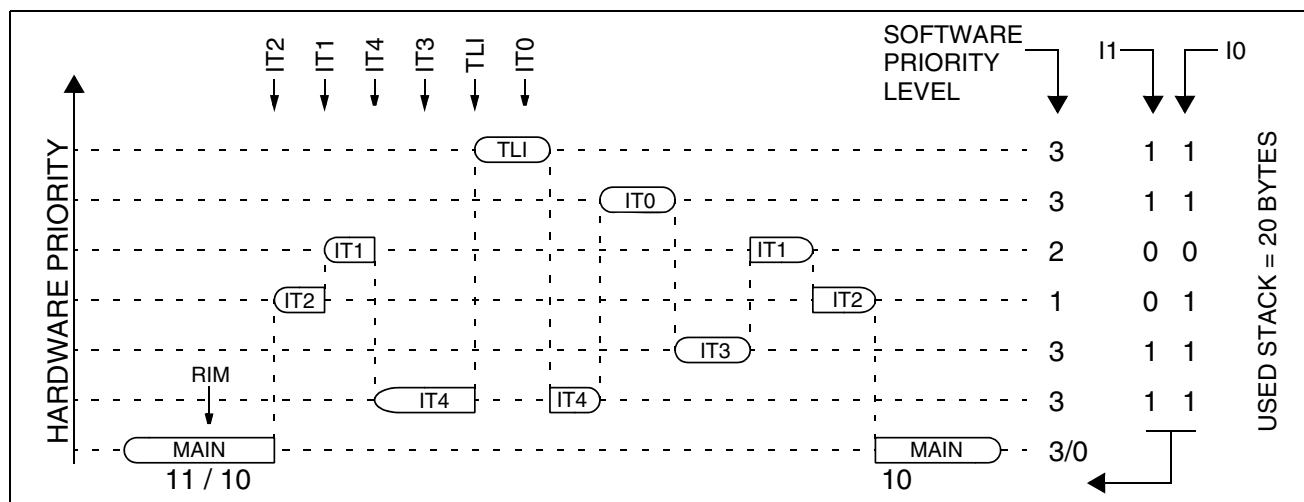 IT2
IT1
IT4
IT3
TLI
IT0
SOFTWARE
PRIORITY
LEVEL
I1
I0
HARDWARE PRIORITY
TLI
3
1 1
IT0
3
1 1
IT1
IT1
2
0 0
IT2
IT2
1
0 1
IT3
3
1 1
RIM
IT4
IT4
3
1 1
MAIN
MAIN
3/0
11 / 10
10
USED STACK = 20 BYTES